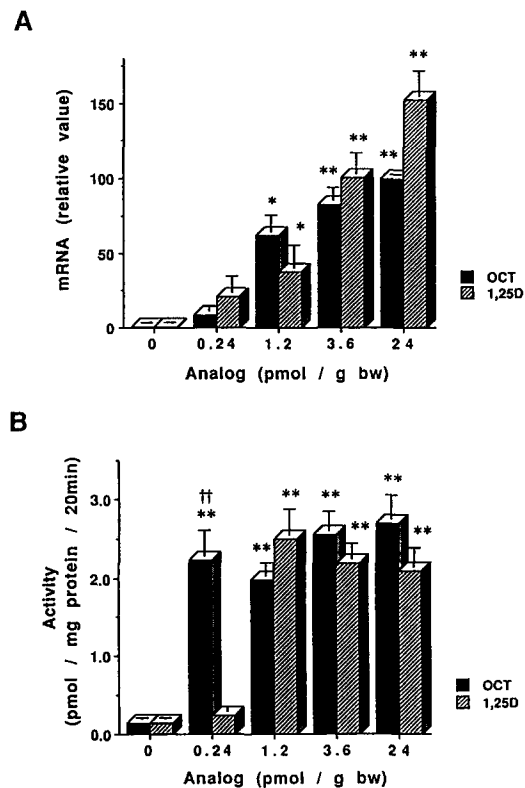 A
mRNA (relative value)
150
100
50
0
**
** **
**
* *
OCT
1,25D
0 0.24 1.2 3.6 24
Analog (pmol / g bw)
B
Activity
(pmol / mg protein / 20min)
3.0
2.0
1.0
0.0
††
**
** **
** **
** **
OCT
1,25D
0 0.24 1.2 3.6 24
Analog (pmol / g bw)